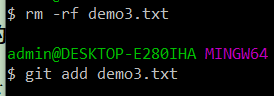 $ rm -rf demo3.txt
admin@DESKTOP-E280IHA MINGW64
$ git add demo3.txt